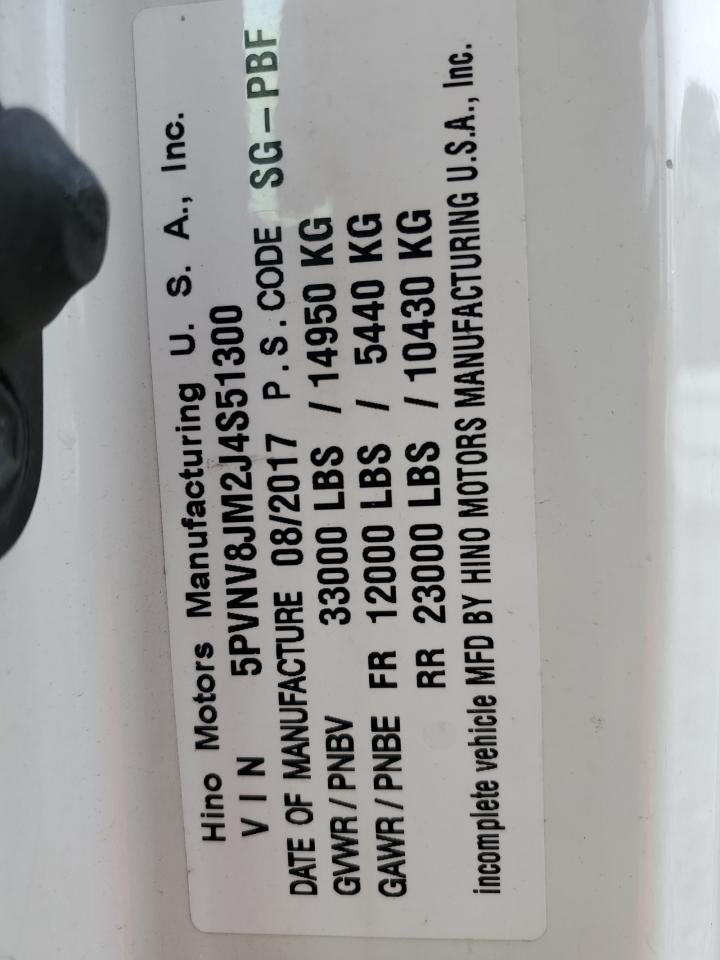 Hino Motors Manufacturing U. S. A., Inc.
VIN 5PVNV8JM2J4S51300
DATE OF MANUFACTURE 08/2017 P.S.CODE SG-PBF
GVWR/PNBV 33000 LBS / 14950 KG
GAWR/PNBE FR 12000 LBS / 5440 KG
RR 23000 LBS / 10430 KG
incomplete vehicle MFD BY HINO MOTORS MANUFACTURING U.S.A., Inc.